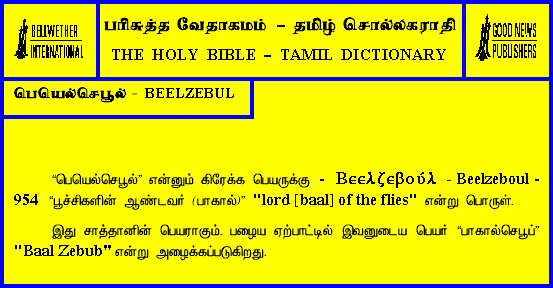 BELLWETHER
INTERNATIONAL
பரிசுத்த வேதாகமம் – தமிழ் சொல்லகராதி
THE HOLY BIBLE – TAMIL DICTIONARY
GOOD NEWS
PUBLISHERS
பெயெல்செபூல் - BEELZEBUL
“பெயெல்செபூல்” என்னும் கிரேக்க பெயருக்கு - Βεελζεβούλ - Beelzeboul -
954 “பூச்சிகளின் ஆண்டவர் (பாகால்)” "lord [baal] of the flies" என்று பொருள்.
இது சாத்தானின் பெயராகும். பழைய ஏற்பாட்டில் இவனுடைய பெயர் “பாகால்செபூப்”
"Baal Zebub" என்று அழைக்கப்படுகிறது.